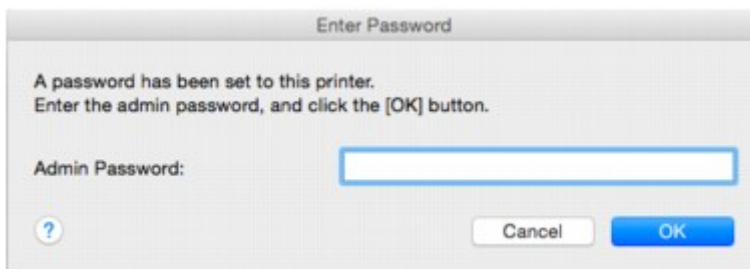 Enter Password
A password has been set to this printer.
Enter the admin password, and click the [OK] button.
Admin Password:
?
Cancel
OK